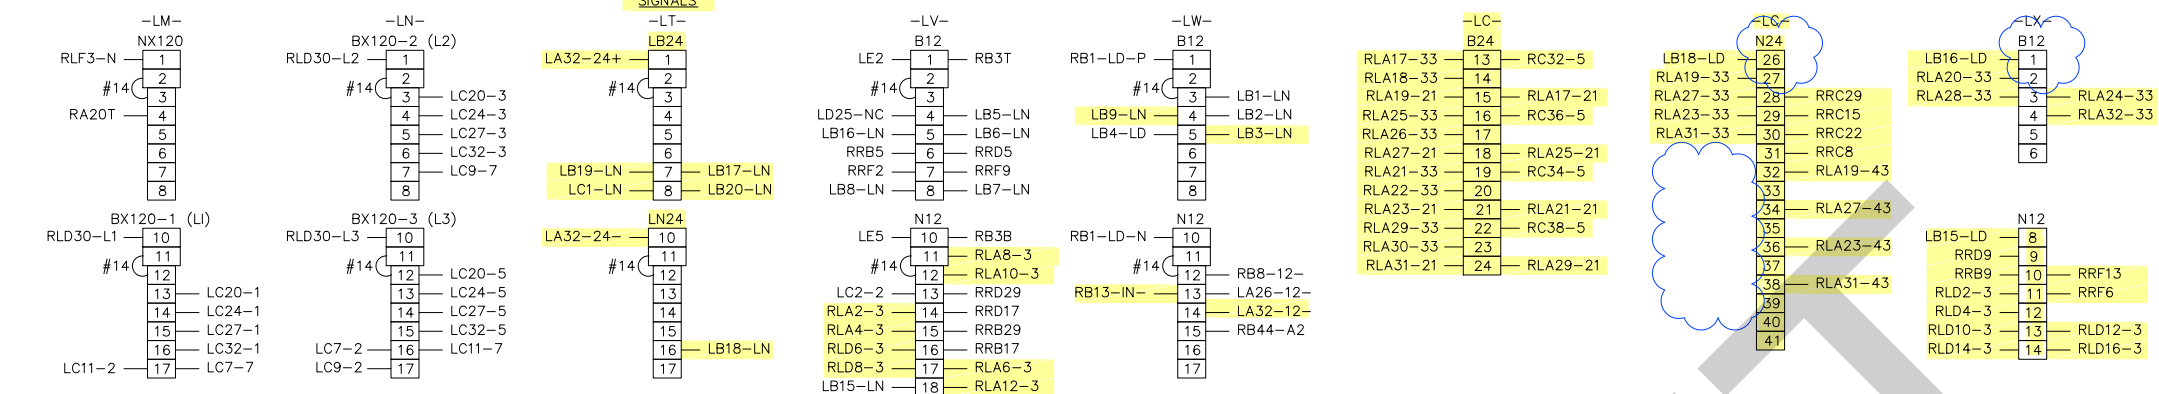 SIGNALS
-LM-
NX120
RLF3-N 1
2
#14 3
RA20T 4
5
6
7
8
BX120-1 (LI)
RLD30-L1 10
11
#14 12
13 LC20-1
14 LC24-1
15 LC27-1
16 LC32-1
LC11-2 17 LC7-7
-LN-
BX120-2 (L2)
RLD30-L2 1
2
#14 3 LC20-3
4 LC24-3
5 LC27-3
6 LC32-3
7 LC9-7
8
BX120-3 (L3)
RLD30-L3 10
11
#14 12 LC20-5
13 LC24-5
14 LC27-5
15 LC32-5
LC7-2 16 LC11-7
LC9-2 17
-LT-
LB24
LA32-24+ 1
2
#14 3
4
5
6
LB19-LN 7 LB17-LN
LC1-LN 8 LB20-LN
LN24
LA32-24- 10
11
#14 12
13
14
15
16 LB18-LN
17
-LV-
B12
LE2 1 RB3T
2
#14 3
LD25-NC 4 LB5-LN
LB16-LN 5 LB6-LN
RRB5 6 RRD5
RRF2 7 RRF9
LB8-LN 8 LB7-LN
N12
LE5 10 RB3B
11 RLA8-3
#14 12 RLA10-3
LC2-2 13 RRD29
RLA2-3 14 RRD17
RLA4-3 15 RRB29
RLD6-3 16 RRB17
RLD8-3 17 RLA6-3
LB15-LN 18 RLA12-3
-LW-
B12
RB1-LD-P 1
2
#14 3 LB1-LN
LB9-LN 4 LB2-LN
LB4-LD 5 LB3-LN
6
7
8
N12
RB1-LD-N 10
11
#14 12 RB8-12-
RB13-IN- 13 LA26-12-
14 LA32-12-
15 RB44-A2
16
17
-LC-
B24
RLA17-33 13 RC32-5
RLA18-33 14
RLA19-21 15 RLA17-21
RLA25-33 16 RC36-5
RLA26-33 17
RLA27-21 18 RLA25-21
RLA21-33 19 RC34-5
RLA22-33 20
RLA23-21 21 RLA21-21
RLA29-33 22 RC38-5
RLA30-33 23
RLA31-21 24 RLA29-21
-LC-
N24
LB18-LD 26
RLA19-33 27
RLA27-33 28 RRC29
RLA23-33 29 RRC15
RLA31-33 30 RRC22
31 RRC8
32 RLA19-43
33
34 RLA27-43
35
36 RLA23-43
37
38 RLA31-43
39
40
41
-LX-
B12
LB16-LD 1
RLA20-33 2
RLA28-33 3 RLA24-33
4 RLA32-33
5
6
N12
LB15-LD 8
RRD9 9
RRB9 10 RRF13
RLD2-3 11 RRF6
RLD4-3 12
RLD10-3 13 RLD12-3
RLD14-3 14 RLD16-3